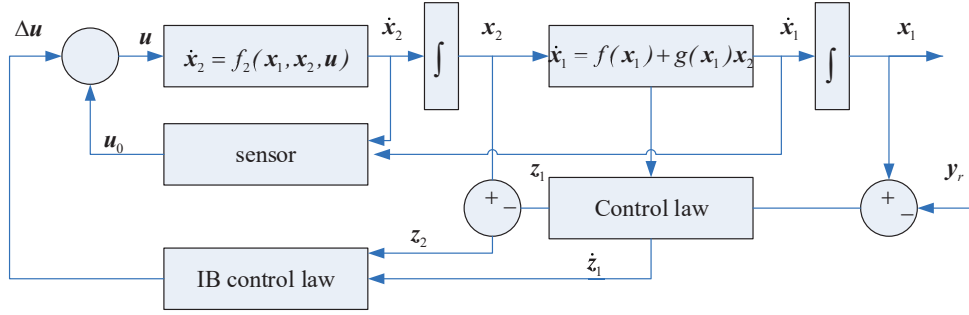 Δu
u
ẋ₂ = f₂(x₁, x₂, u)
ẋ₂
∫
x₂
ẋ₁ = f(x₁) + g(x₁)x₂
ẋ₁
∫
x₁
u₀
sensor
z₁
+
−
Control law
+
−
yᵣ
z₂
ż₁
IB control law